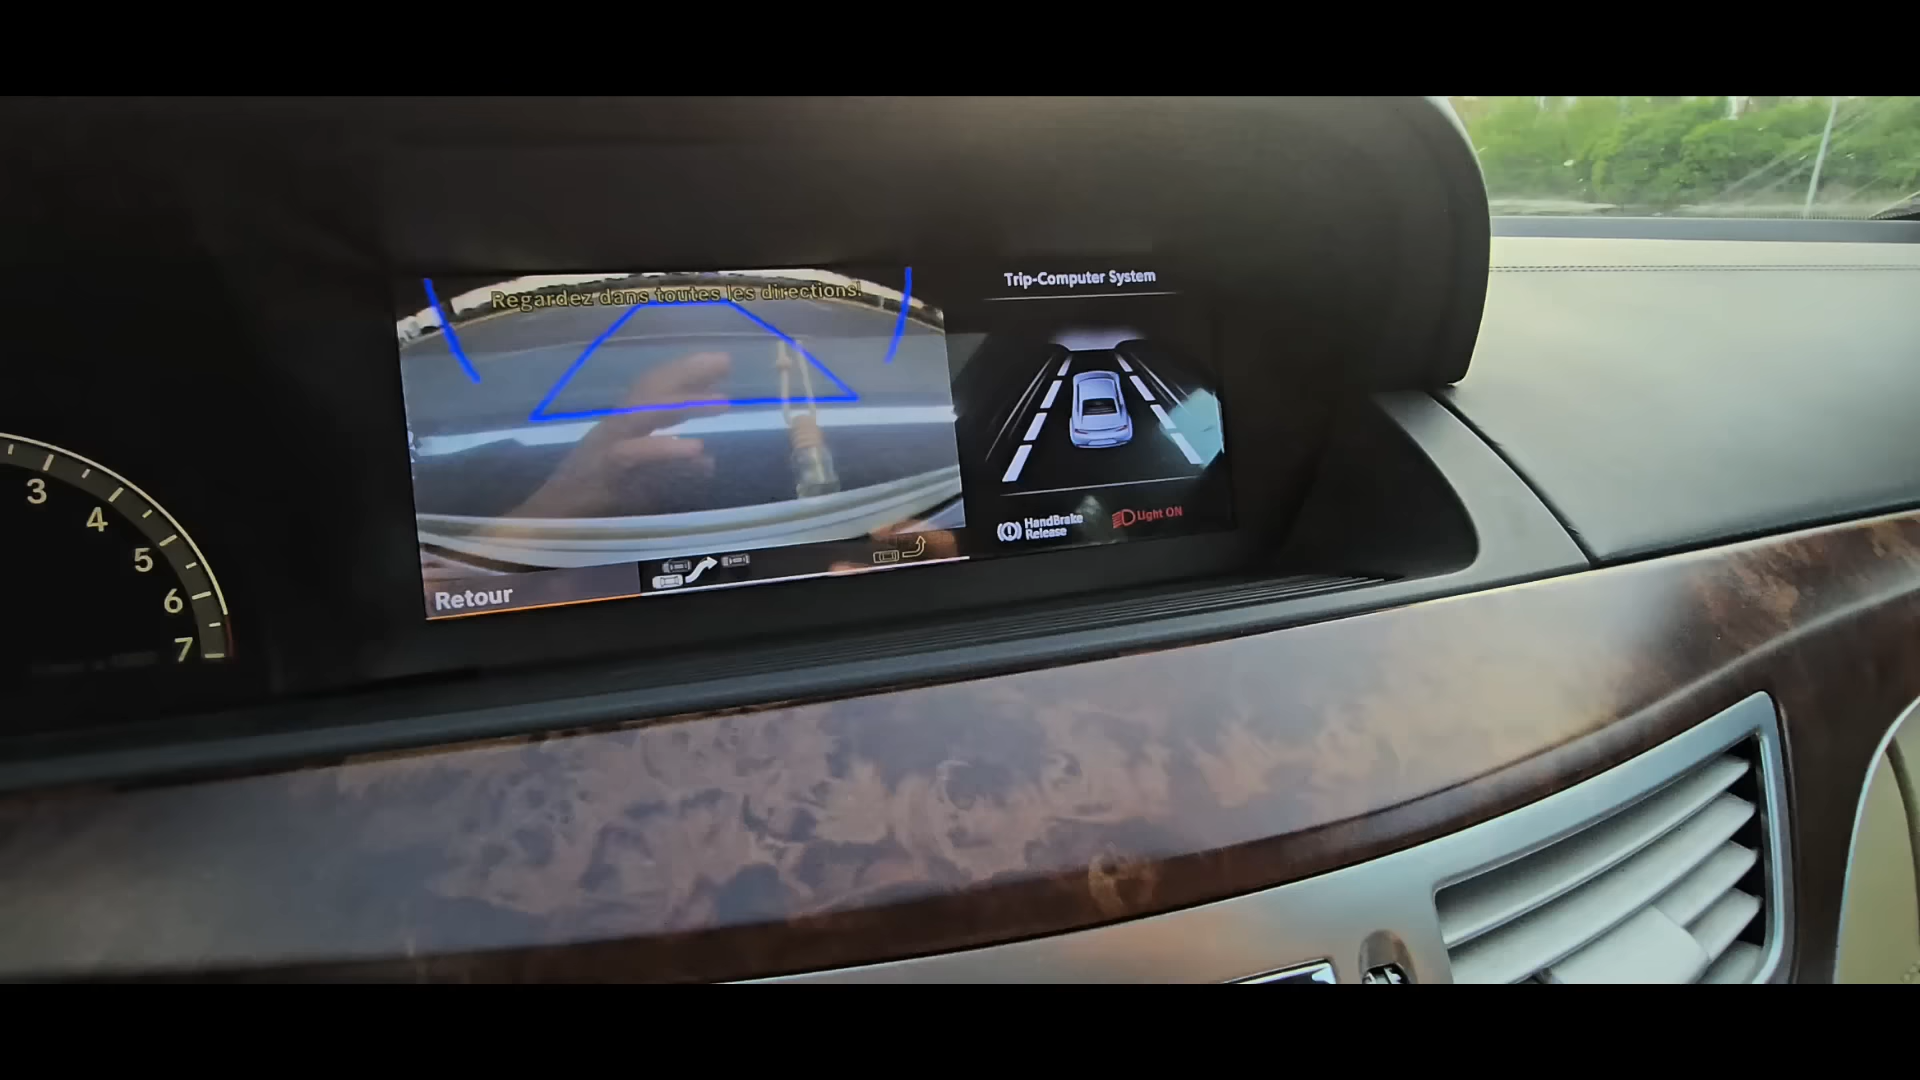 Regardez dans toutes les directions!
Trip-Computer System
HandBrake
Release
Light ON
Retour
3
4
5
6
7